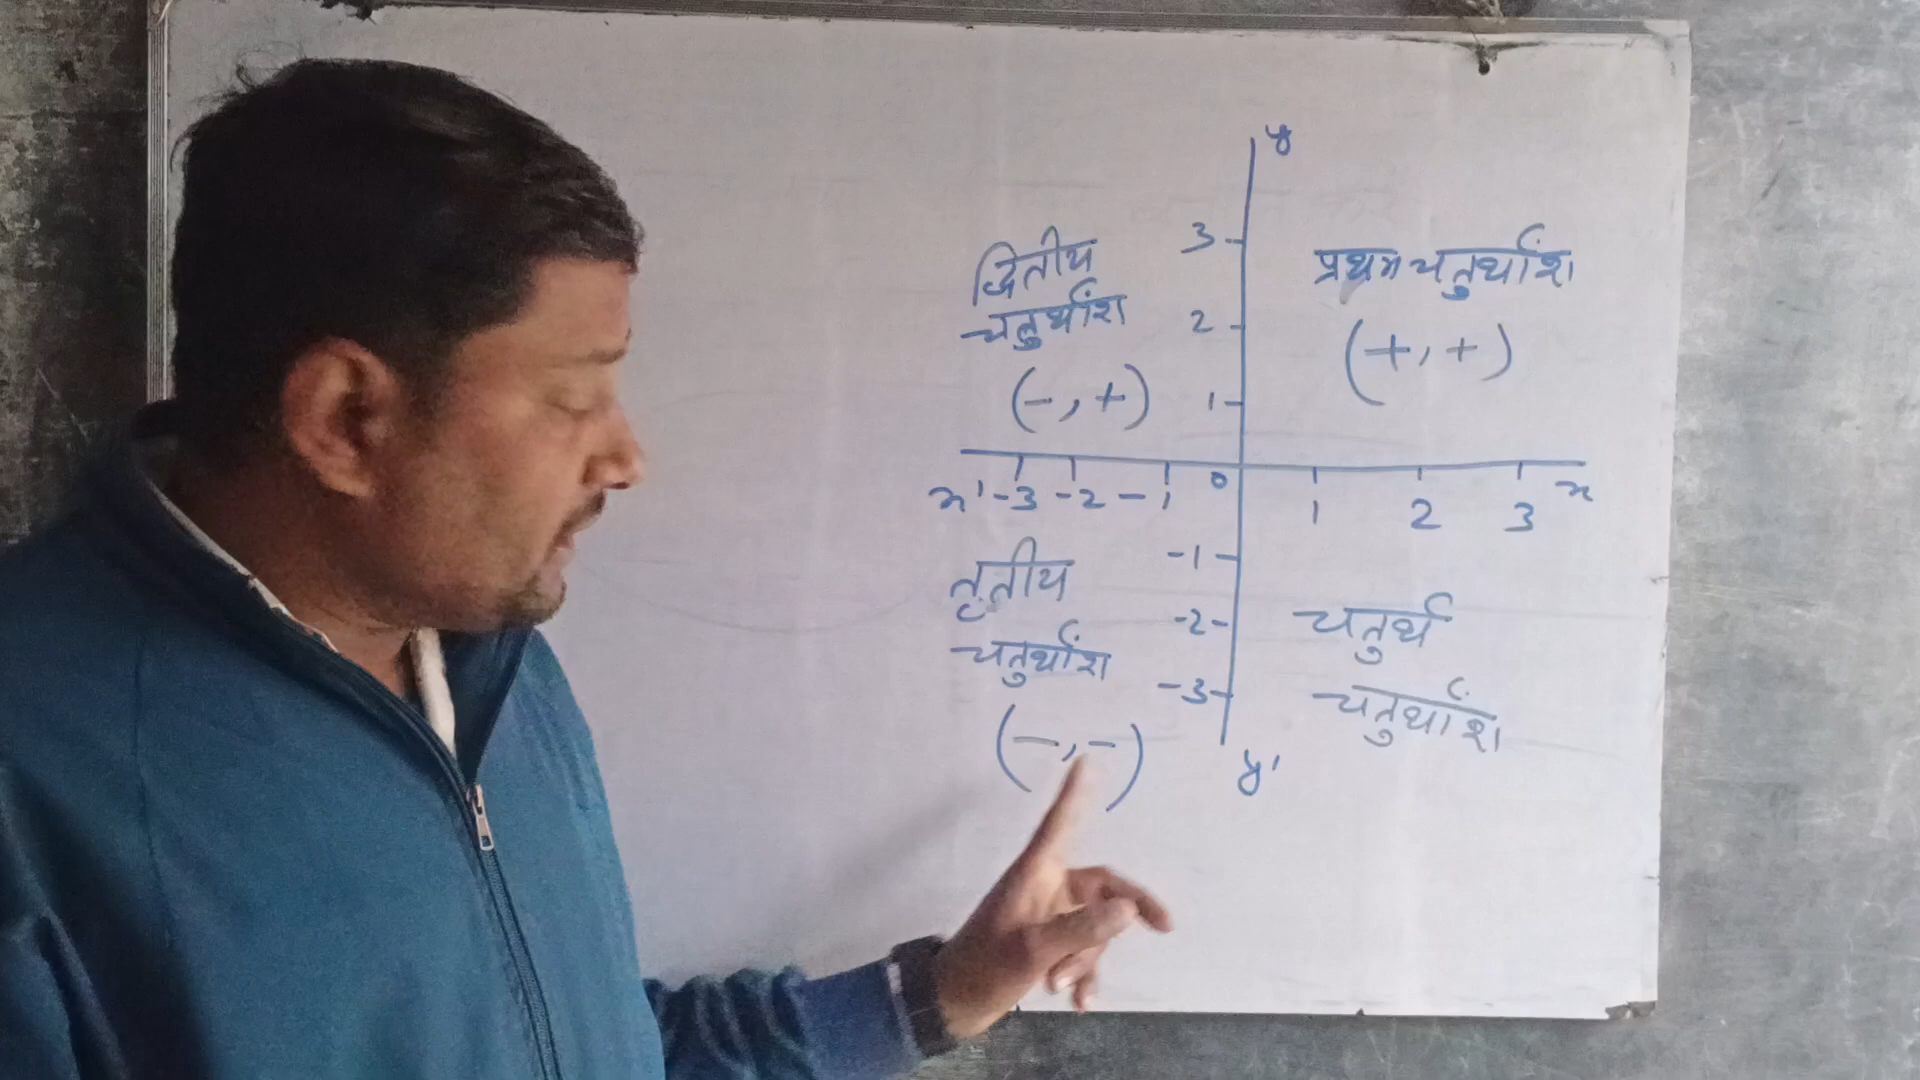 y
3
द्वितीय
चतुर्थांश
प्रथम चतुर्थांश
2
(+,+)
(-,+)
1
x' -3 -2 -1 0 1 2 3 x
-1
तृतीय
चतुर्थांश
-2
चतुर्थ
चतुर्थांश
-3
(-,-)
y'